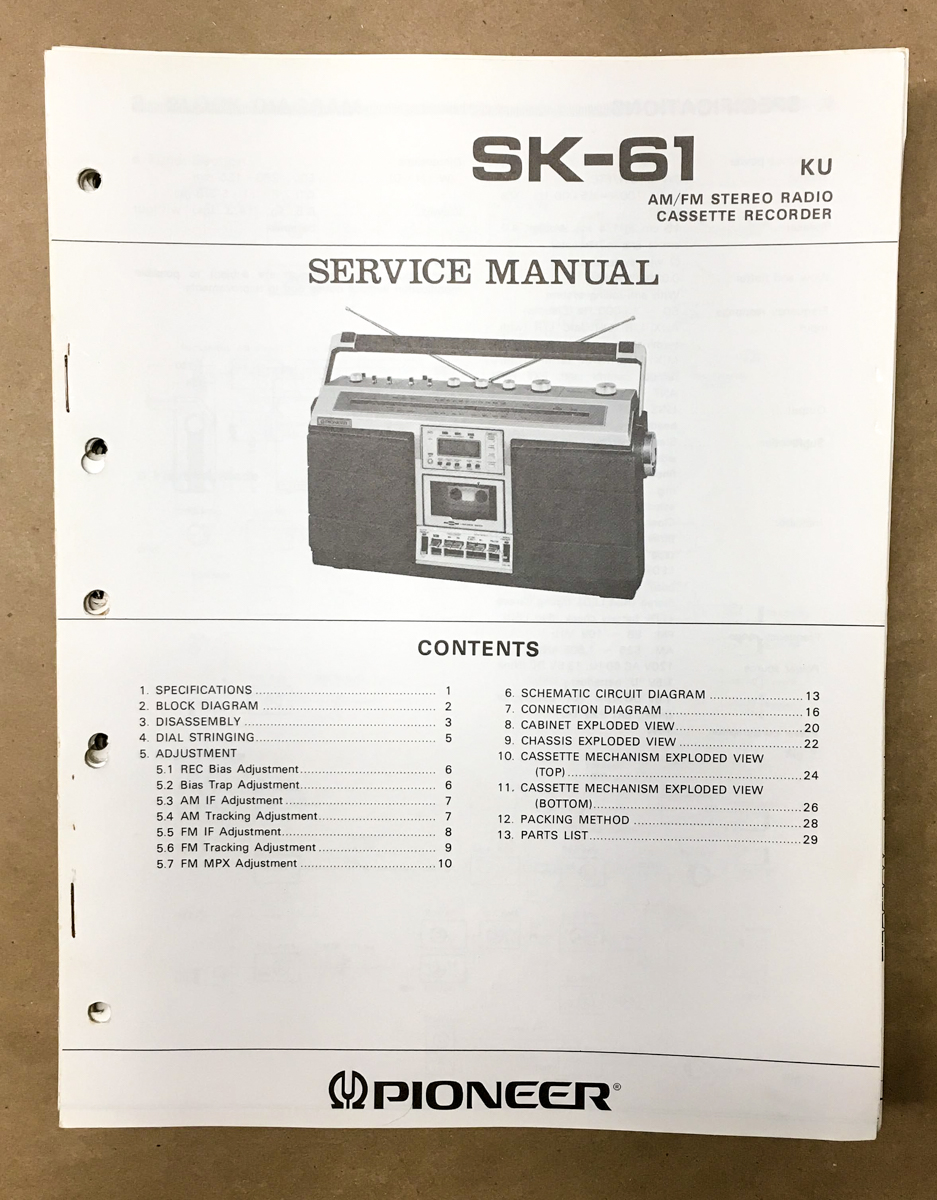 SK-61 KU
AM/FM STEREO RADIO
CASSETTE RECORDER
SERVICE MANUAL
PIONEER
CONTENTS
1. SPECIFICATIONS ........................................ 1
2. BLOCK DIAGRAM ........................................ 2
3. DISASSEMBLY ........................................ 3
4. DIAL STRINGING ........................................ 5
5. ADJUSTMENT
5.1 REC Bias Adjustment ........................................ 6
5.2 Bias Trap Adjustment ........................................ 6
5.3 AM IF Adjustment ........................................ 7
5.4 AM Tracking Adjustment ........................................ 7
5.5 FM IF Adjustment ........................................ 8
5.6 FM Tracking Adjustment ........................................ 9
5.7 FM MPX Adjustment ........................................ 10
6. SCHEMATIC CIRCUIT DIAGRAM ........................................ 13
7. CONNECTION DIAGRAM ........................................ 16
8. CABINET EXPLODED VIEW ........................................ 20
9. CHASSIS EXPLODED VIEW ........................................ 22
10. CASSETTE MECHANISM EXPLODED VIEW
(TOP) ........................................ 24
11. CASSETTE MECHANISM EXPLODED VIEW
(BOTTOM) ........................................ 26
12. PACKING METHOD ........................................ 28
13. PARTS LIST ........................................ 29
PIONEER®